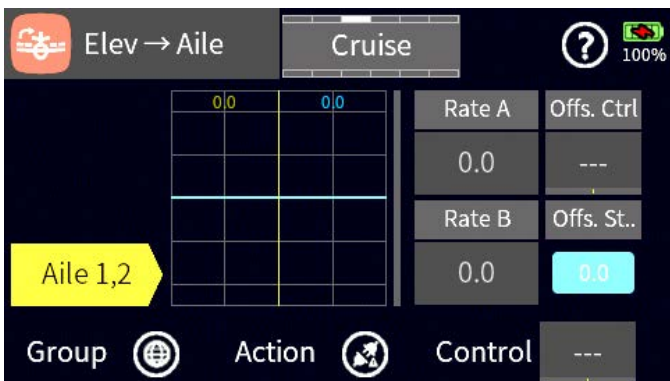 Elev → Aile
Cruise
?
100%
0.0
0.0
Rate A
Offs. Ctrl
0.0
---
Rate B
Offs. St..
Aile 1,2
0.0
0.0
Group
Action
Control
---